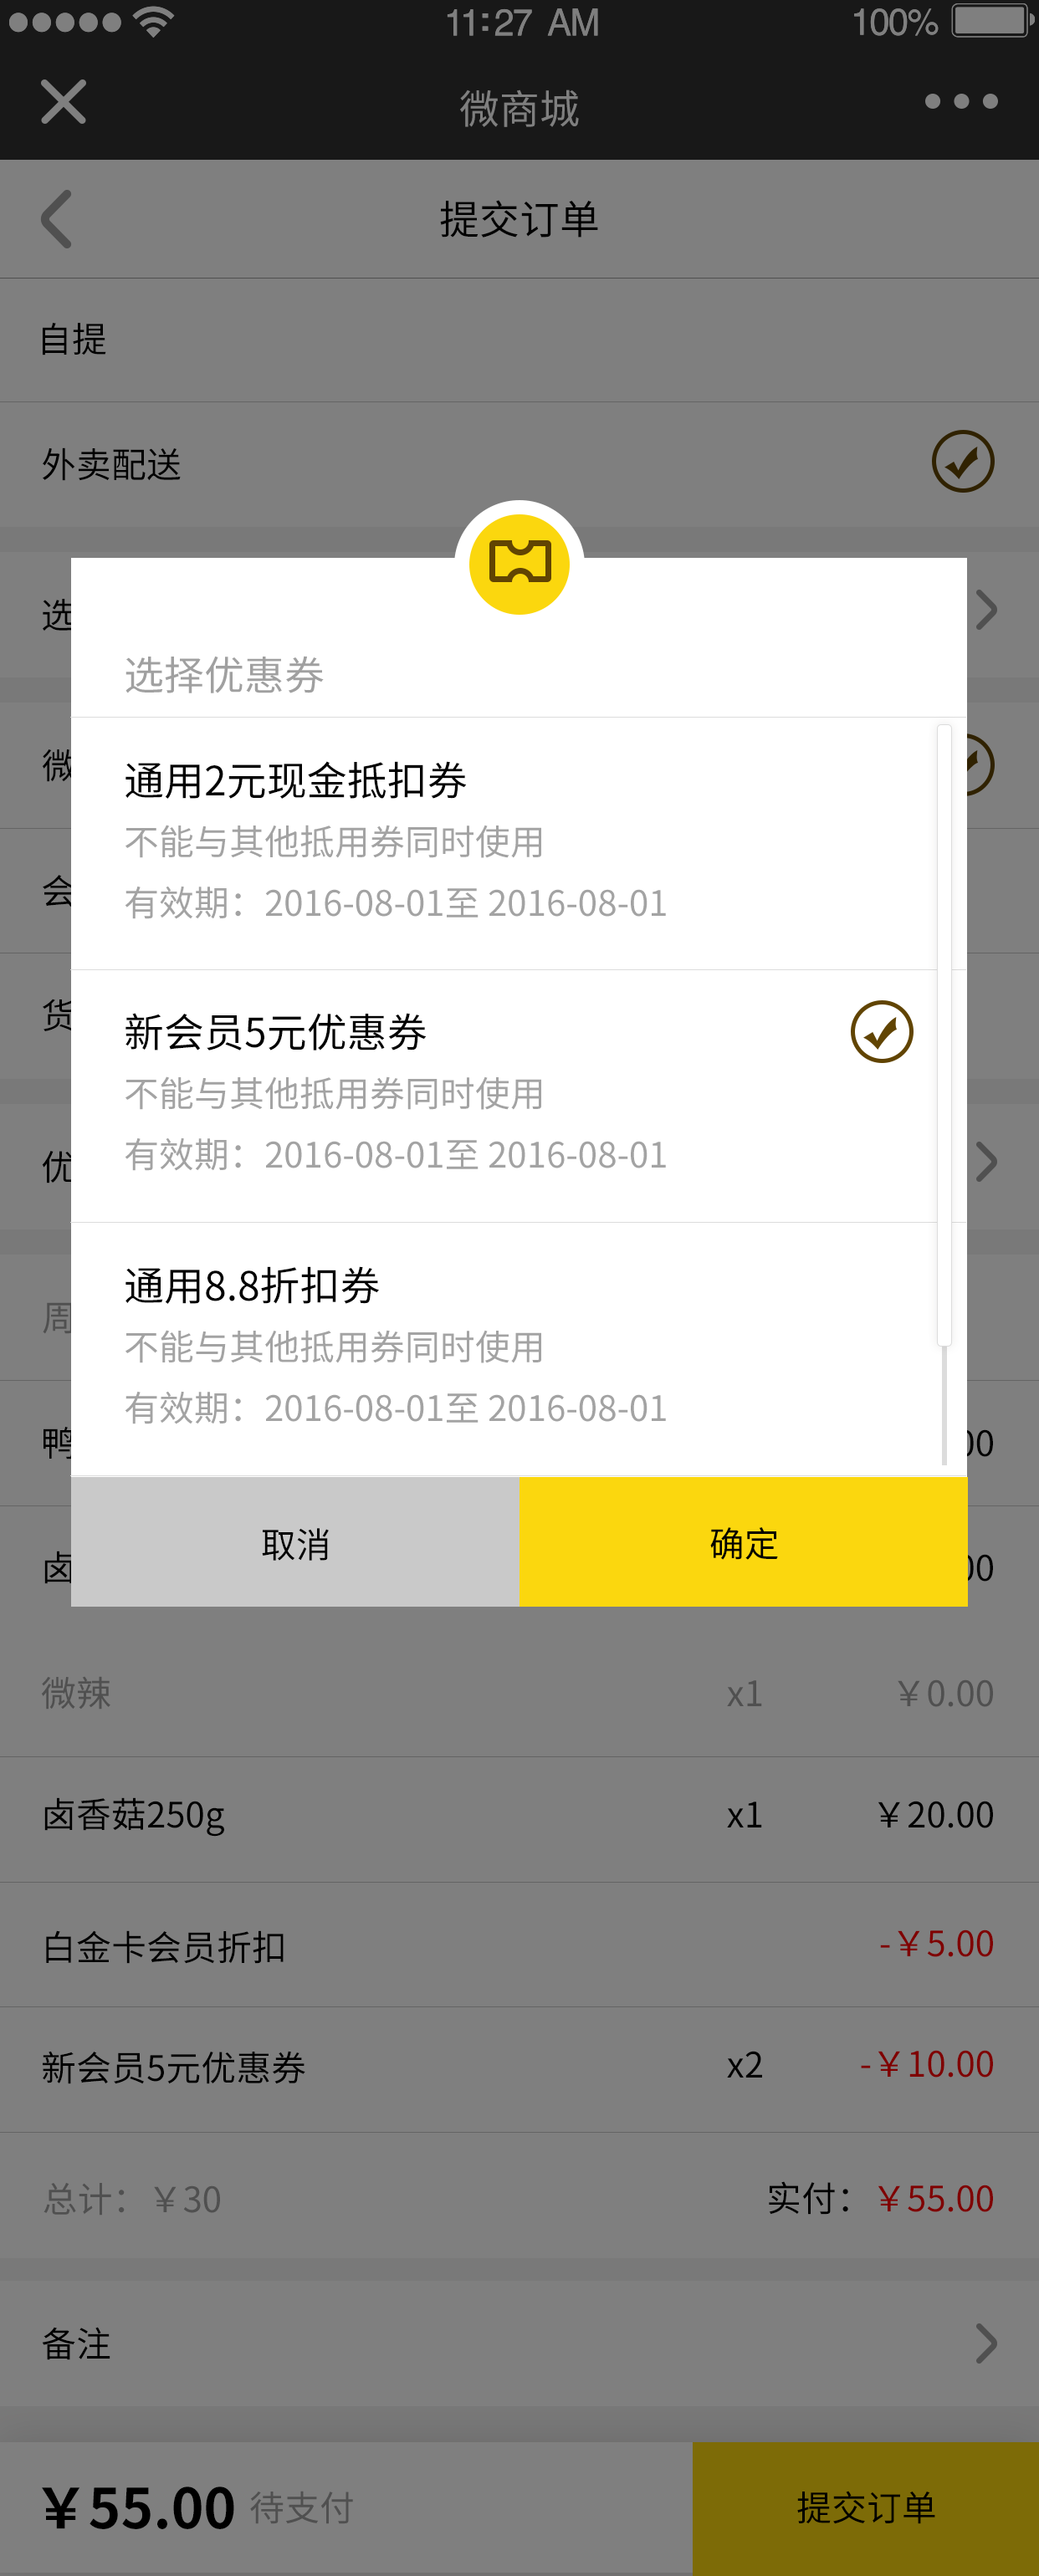 11:27 AM
100%
微商城
提交订单
自提
外卖配送
选
选择优惠券
微
通用2元现金抵扣券
不能与其他抵用券同时使用
会
有效期：2016-08-01至 2016-08-01
货
新会员5元优惠券
不能与其他抵用券同时使用
优
有效期：2016-08-01至 2016-08-01
通用8.8折扣券
周
不能与其他抵用券同时使用
有效期：2016-08-01至 2016-08-01
鸭 00
取消 确定
卤 00
微辣 x1 ￥0.00
卤香菇250g x1 ￥20.00
白金卡会员折扣 -￥5.00
新会员5元优惠券 x2 -￥10.00
总计：￥30 实付：￥55.00
备注
￥55.00 待支付 提交订单